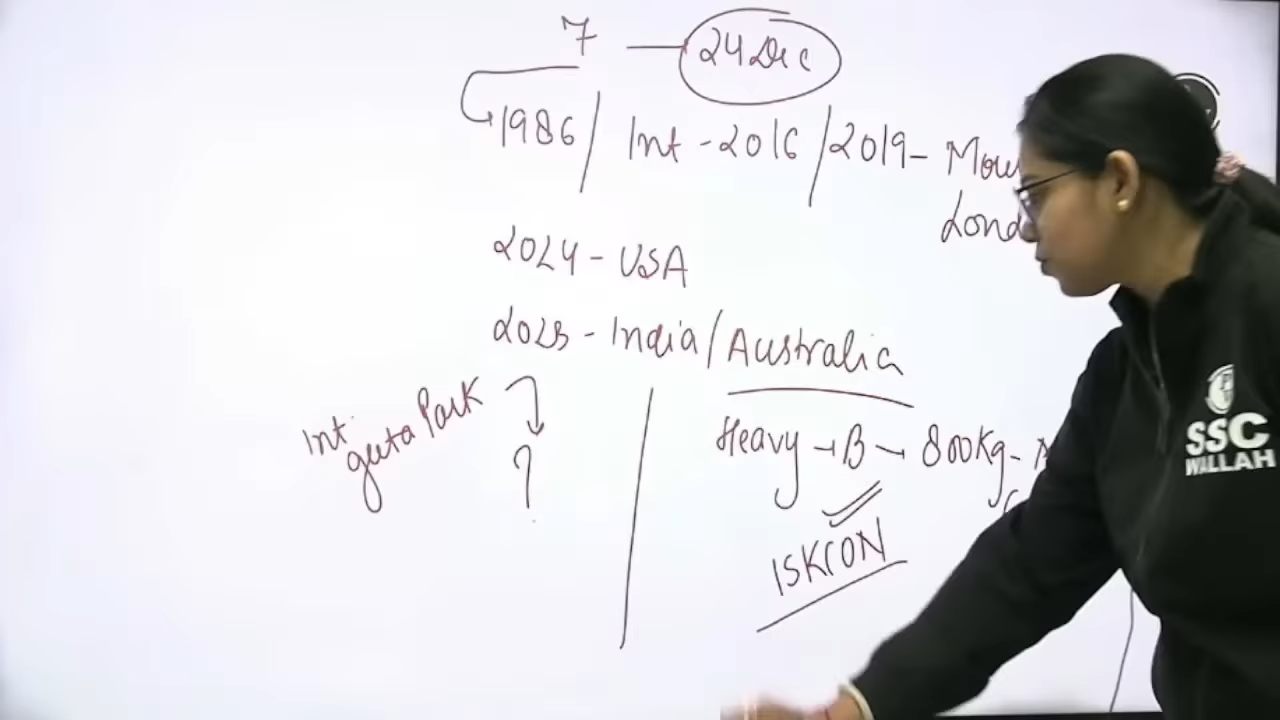 7 — 24 Dec
1986 / Int - 2016 / 2019 - Mou
Lond
2024 - USA
2023 - India / Australia
Int. geeta Park
?
Heavy → B → 800Kg -
ISKCON
SSC
WALLAH